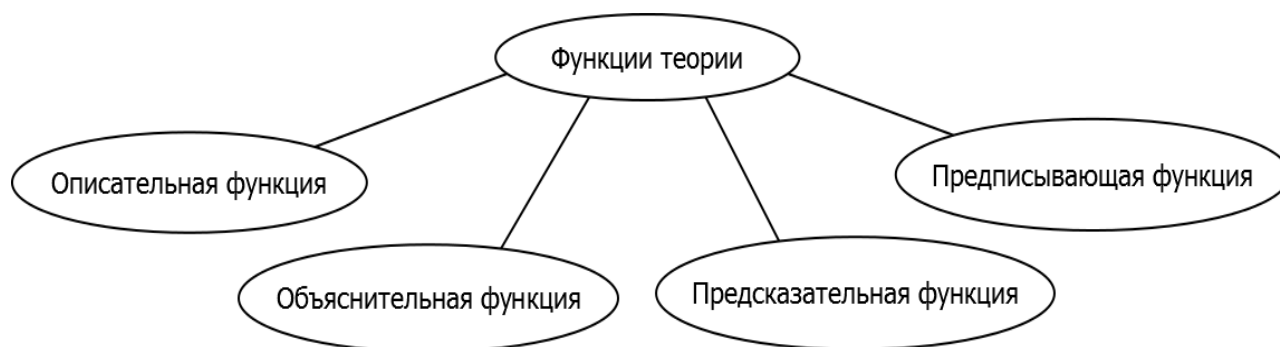 Функции теории
Описательная функция
Объяснительная функция
Предсказательная функция
Предписывающая функция